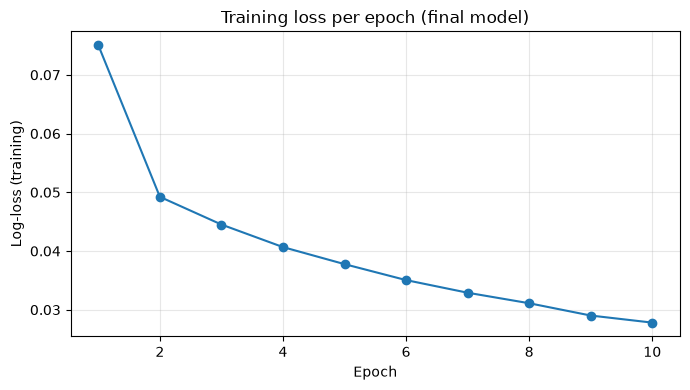 Training loss per epoch (final model)
Log-loss (training)
0.07
0.06
0.05
0.04
0.03
2 4 6 8 10
Epoch